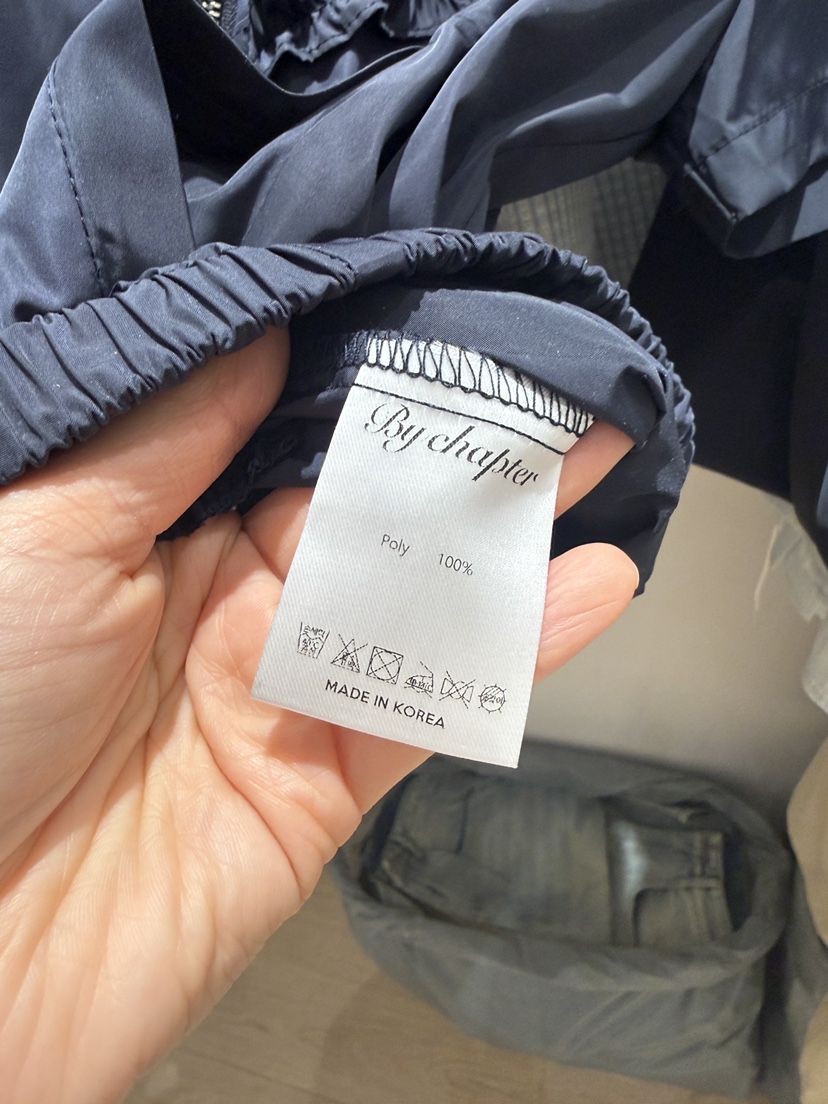 By chapter
Poly 100%
MADE IN KOREA